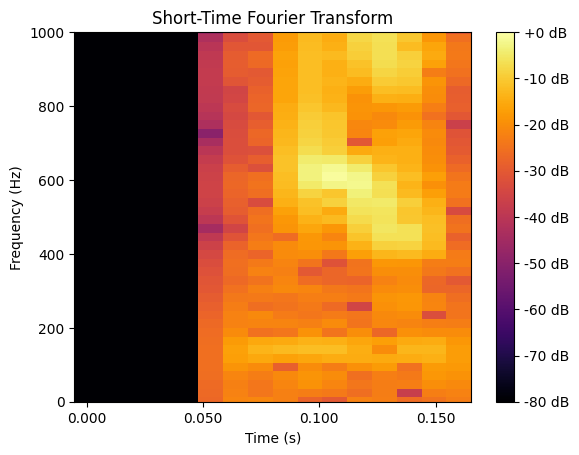 Short-Time Fourier Transform
1000
800
600
400
200
0
Frequency (Hz)
0.000
0.050
0.100
0.150
Time (s)
+0 dB
-10 dB
-20 dB
-30 dB
-40 dB
-50 dB
-60 dB
-70 dB
-80 dB